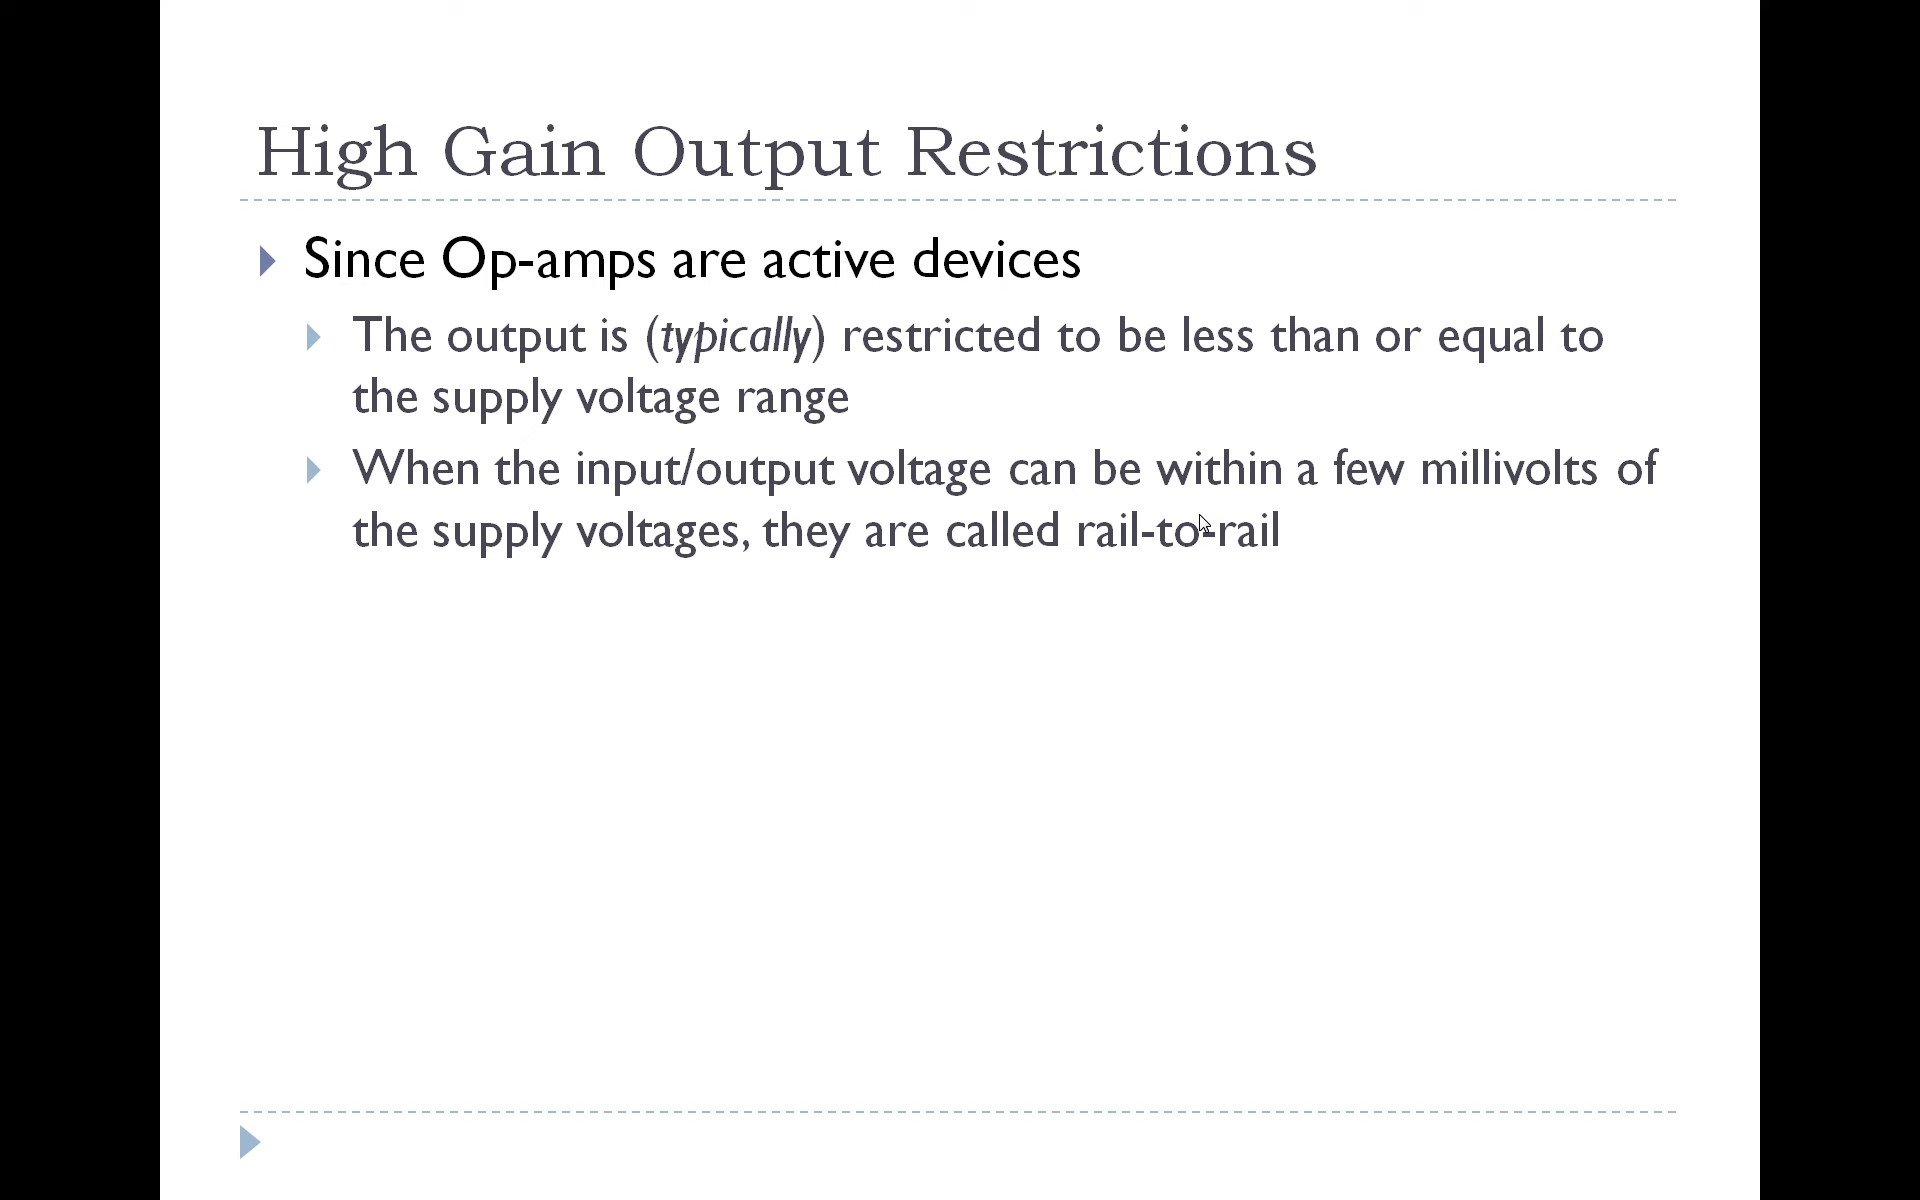 High Gain Output Restrictions
Since Op-amps are active devices
The output is (typically) restricted to be less than or equal to
the supply voltage range
When the input/output voltage can be within a few millivolts of
the supply voltages, they are called rail-to-rail